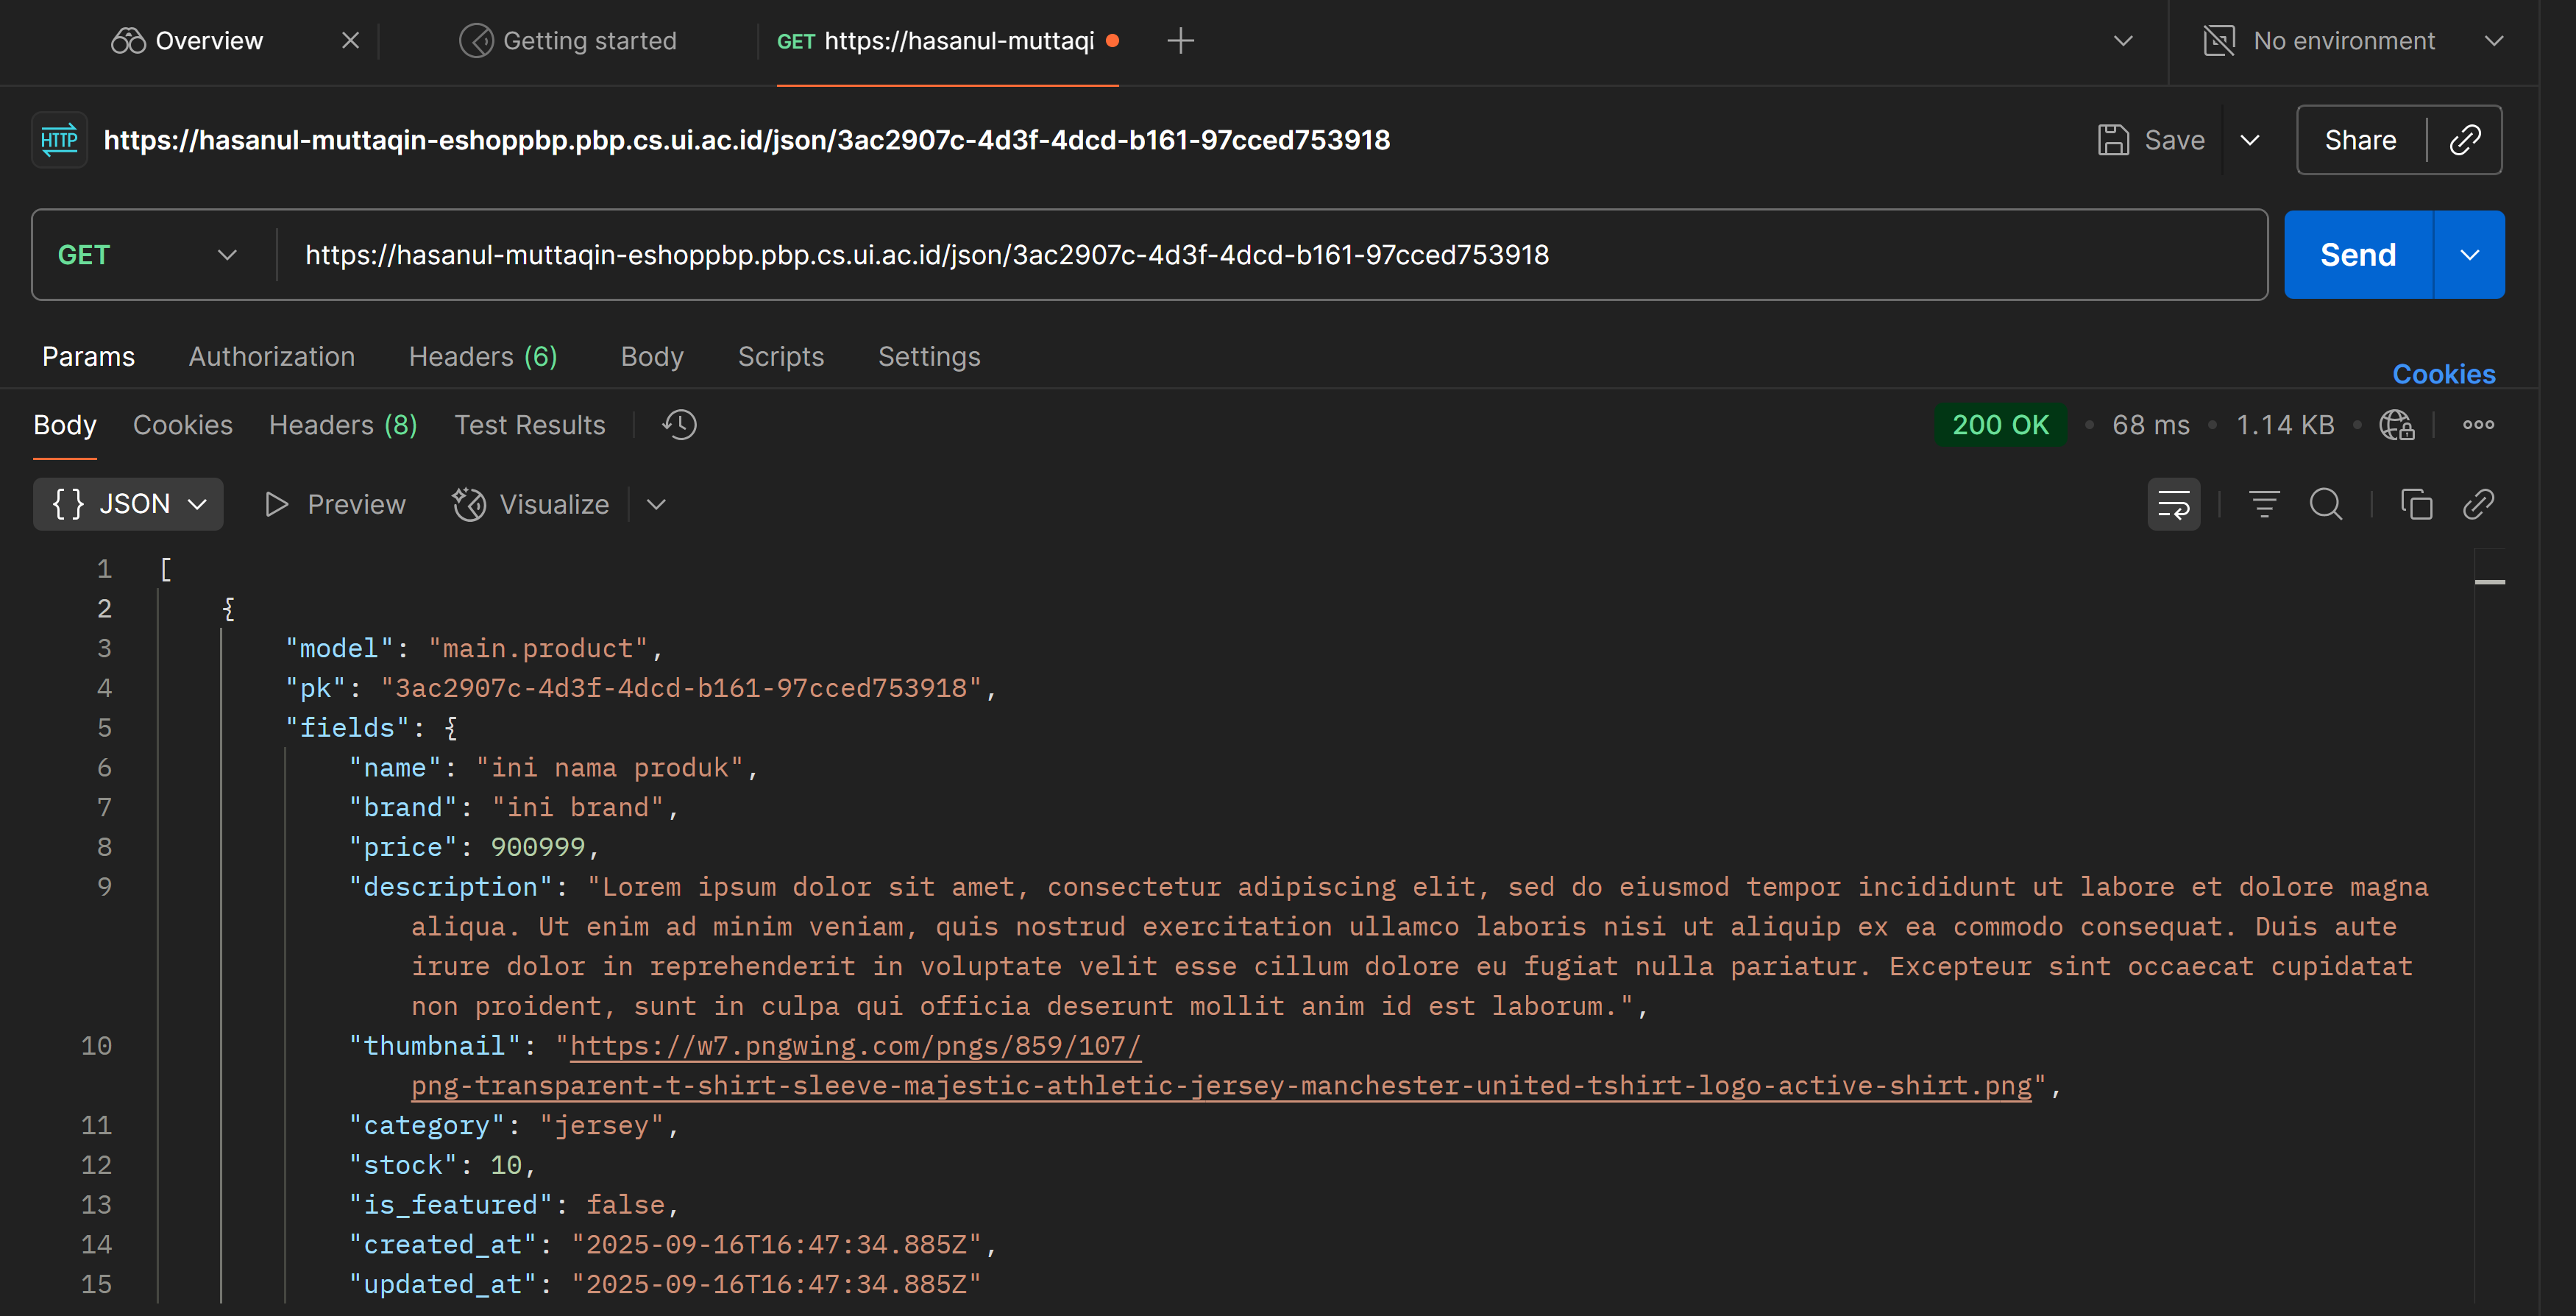 Overview
Getting started
GET https://hasanul-muttaqi
No environment
HTTP
https://hasanul-muttaqin-eshoppbp.pbp.cs.ui.ac.id/json/3ac2907c-4d3f-4dcd-b161-97cced753918
Save
Share
GET
https://hasanul-muttaqin-eshoppbp.pbp.cs.ui.ac.id/json/3ac2907c-4d3f-4dcd-b161-97cced753918
Send
Params Authorization Headers (6) Body Scripts Settings
Cookies
Body Cookies Headers (8) Test Results
200 OK • 68 ms • 1.14 KB •
{} JSON Preview Visualize
1 [
2 {
3 "model": "main.product",
4 "pk": "3ac2907c-4d3f-4dcd-b161-97cced753918",
5 "fields": {
6 "name": "ini nama produk",
7 "brand": "ini brand",
8 "price": 900999,
9 "description": "Lorem ipsum dolor sit amet, consectetur adipiscing elit, sed do eiusmod tempor incididunt ut labore et dolore magna
aliqua. Ut enim ad minim veniam, quis nostrud exercitation ullamco laboris nisi ut aliquip ex ea commodo consequat. Duis aute
irure dolor in reprehenderit in voluptate velit esse cillum dolore eu fugiat nulla pariatur. Excepteur sint occaecat cupidatat
non proident, sunt in culpa qui officia deserunt mollit anim id est laborum.",
10 "thumbnail": "https://w7.pngwing.com/pngs/859/107/
png-transparent-t-shirt-sleeve-majestic-athletic-jersey-manchester-united-tshirt-logo-active-shirt.png",
11 "category": "jersey",
12 "stock": 10,
13 "is_featured": false,
14 "created_at": "2025-09-16T16:47:34.885Z",
15 "updated_at": "2025-09-16T16:47:34.885Z"